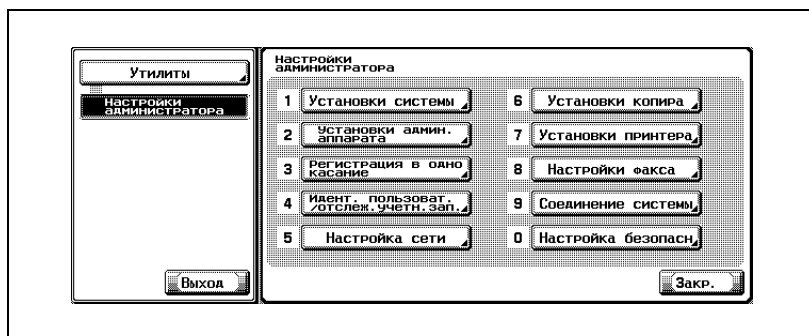 Утилиты
Настройки
администратора
Выход
Настройки
администратора
1 Установки системы
2 Установки админ.
аппарата
3 Регистрация в одно
касание
4 Идент. пользоват.
/отслеж.учетн.зап.
5 Настройка сети
6 Установки копира
7 Установки принтера
8 Настройки факса
9 Соединение системы
0 Настройка безопасн
Закр.